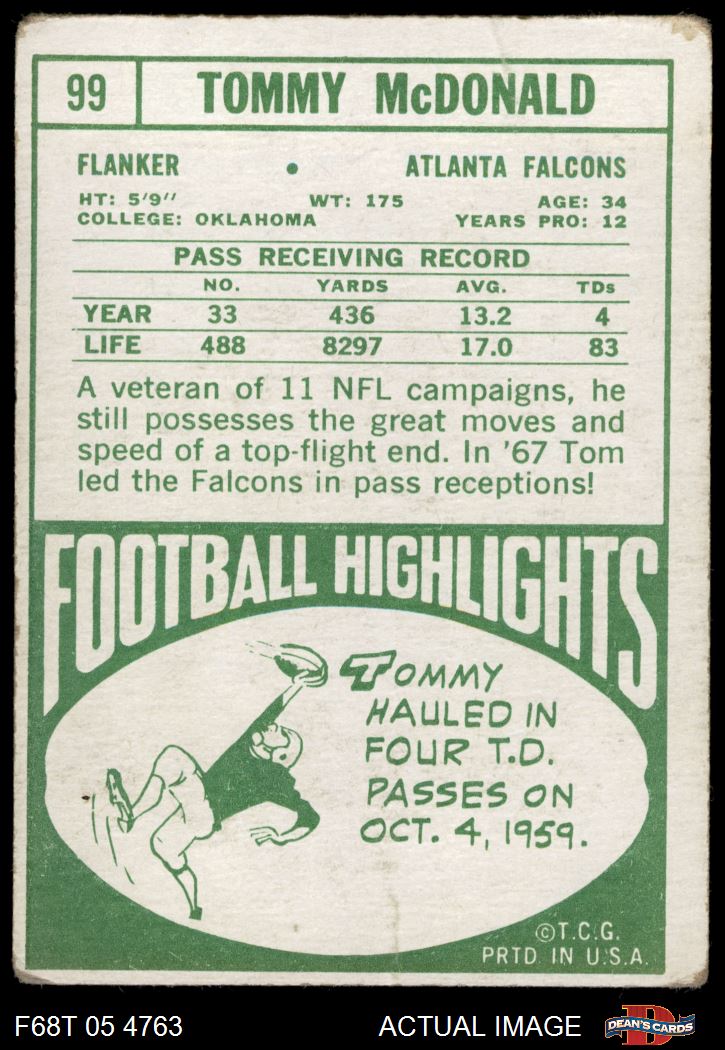 99 TOMMY McDONALD
FLANKER • ATLANTA FALCONS
HT: 5'9" WT: 175 AGE: 34
COLLEGE: OKLAHOMA YEARS PRO: 12
PASS RECEIVING RECORD
NO. YARDS AVG. TDs
YEAR 33 436 13.2 4
LIFE 488 8297 17.0 83
A veteran of 11 NFL campaigns, he
still possesses the great moves and
speed of a top-flight end. In '67 Tom
led the Falcons in pass receptions!
FOOTBALL HIGHLIGHTS
TOMMY
HAULED IN
FOUR T.D.
PASSES ON
OCT. 4, 1959.
©T.C.G.
PRTD. IN U.S.A.
F68T 05 4763 ACTUAL IMAGE D DEAN'S CARDS